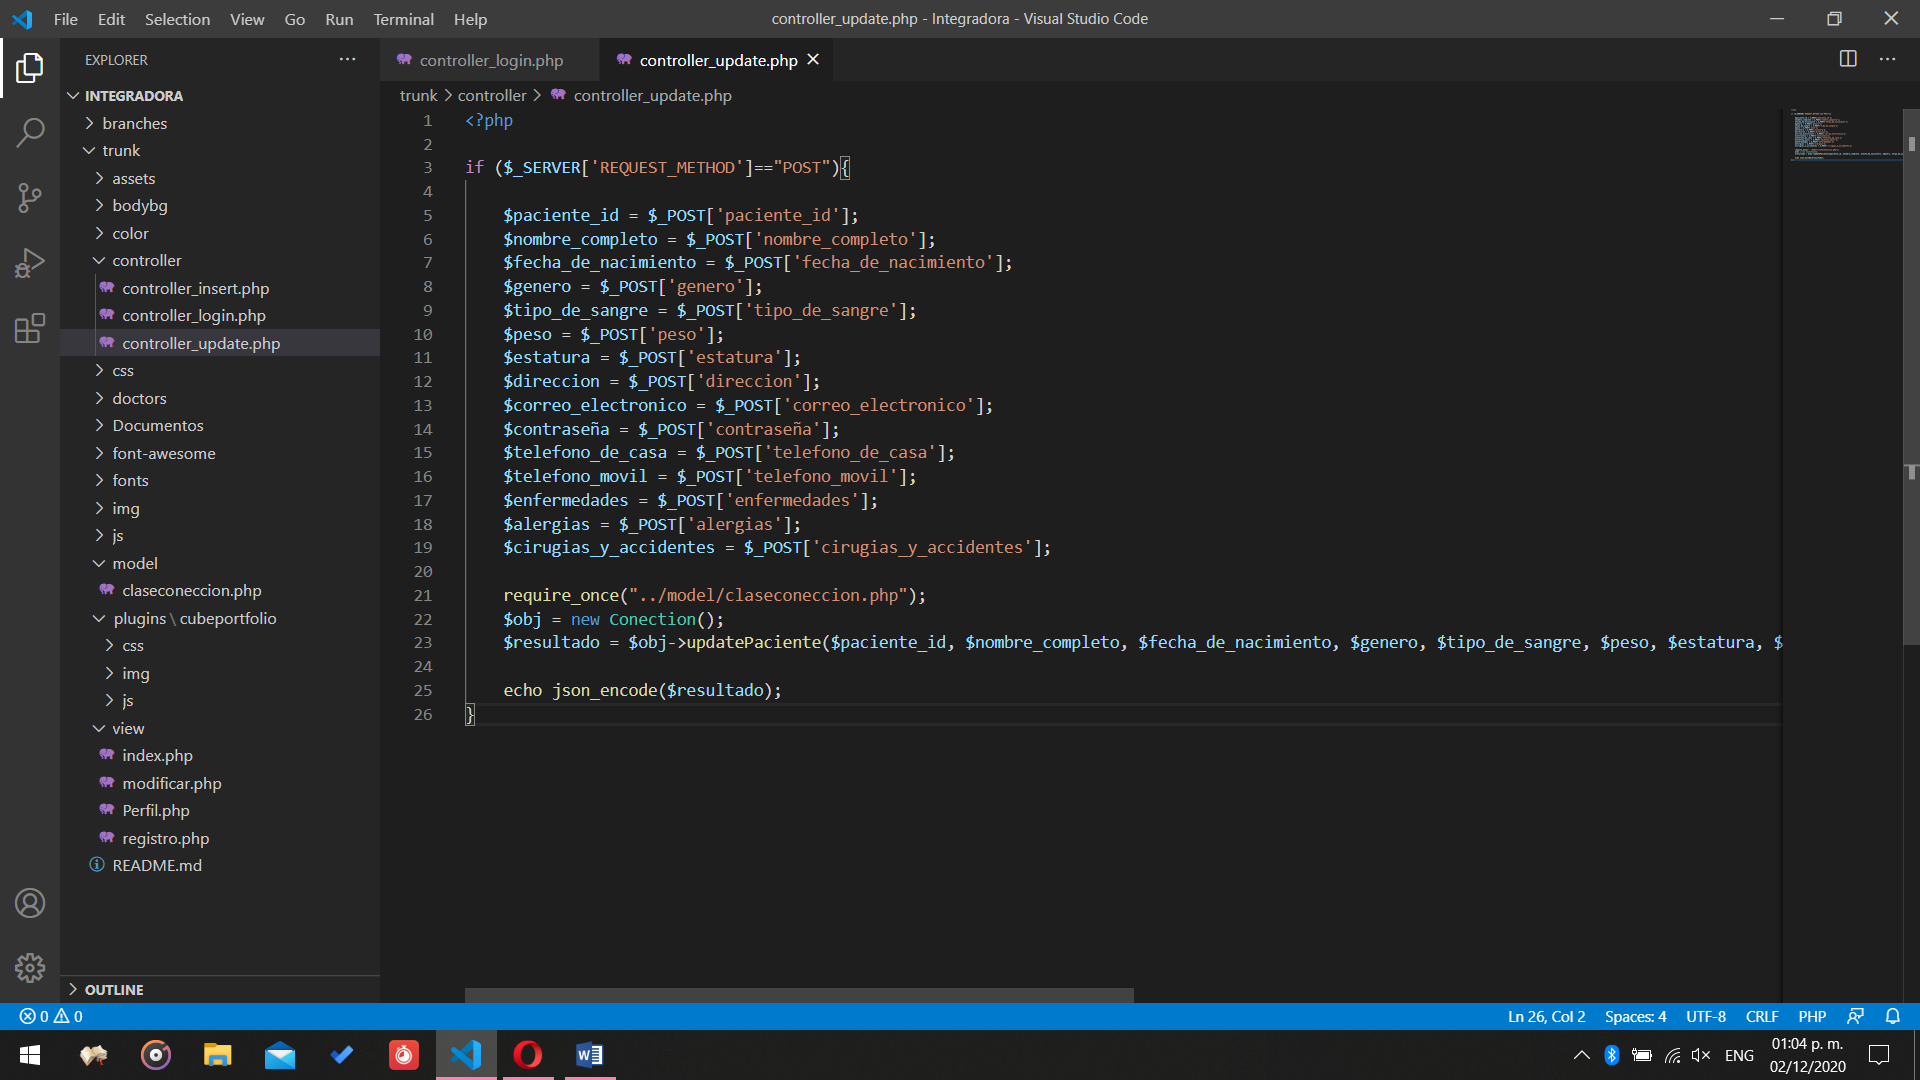 File Edit Selection View Go Run Terminal Help
controller_update.php - Integradora - Visual Studio Code
EXPLORER
INTEGRADORA
branches
trunk
assets
bodybg
color
controller
controller_insert.php
controller_login.php
controller_update.php
css
doctors
Documentos
font-awesome
fonts
img
js
model
claseconeccion.php
plugins \ cubeportfolio
css
img
js
view
index.php
modificar.php
Perfil.php
registro.php
README.md
OUTLINE
controller_login.php
controller_update.php
trunk > controller > controller_update.php
1 <?php
2
3 if ($_SERVER['REQUEST_METHOD']=="POST"){
4
5 $paciente_id = $_POST['paciente_id'];
6 $nombre_completo = $_POST['nombre_completo'];
7 $fecha_de_nacimiento = $_POST['fecha_de_nacimiento'];
8 $genero = $_POST['genero'];
9 $tipo_de_sangre = $_POST['tipo_de_sangre'];
10 $peso = $_POST['peso'];
11 $estatura = $_POST['estatura'];
12 $direccion = $_POST['direccion'];
13 $correo_electronico = $_POST['correo_electronico'];
14 $contraseña = $_POST['contraseña'];
15 $telefono_de_casa = $_POST['telefono_de_casa'];
16 $telefono_movil = $_POST['telefono_movil'];
17 $enfermedades = $_POST['enfermedades'];
18 $alergias = $_POST['alergias'];
19 $cirugias_y_accidentes = $_POST['cirugias_y_accidentes'];
20
21 require_once("../model/claseconeccion.php");
22 $obj = new Conection();
23 $resultado = $obj->updatePaciente($paciente_id, $nombre_completo, $fecha_de_nacimiento, $genero, $tipo_de_sangre, $peso, $estatura, $
24
25 echo json_encode($resultado);
26 }
0 0
Ln 26, Col 2 Spaces: 4 UTF-8 CRLF PHP
ENG
01:04 p. m.
02/12/2020